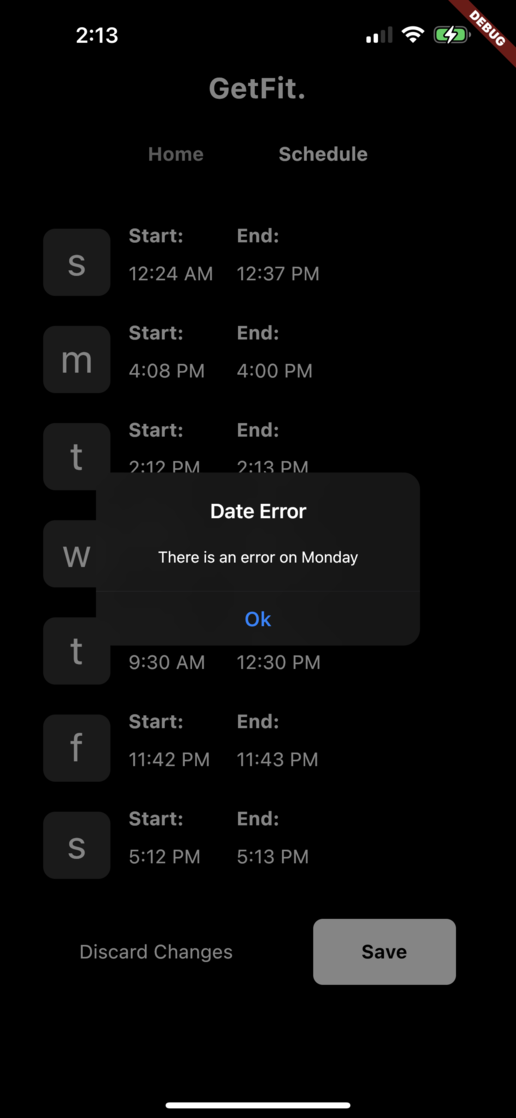 2:13
DEBUG
GetFit.
Home Schedule
Start: End:
s 12:24 AM 12:37 PM
Start: End:
m 4:08 PM 4:00 PM
Start: End:
t 2:12 PM 2:13 PM
Date Error
w
There is an error on Monday
Ok
t 9:30 AM 12:30 PM
Start: End:
f 11:42 PM 11:43 PM
Start: End:
s 5:12 PM 5:13 PM
Discard Changes Save